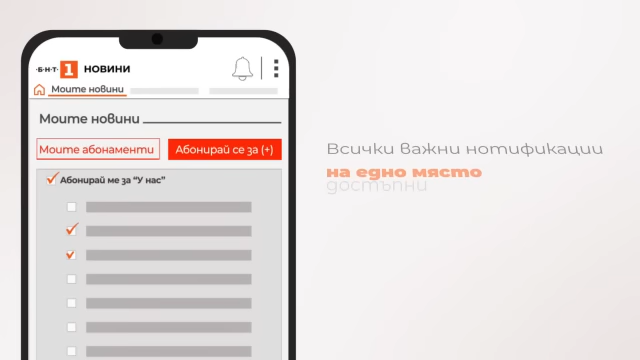 ·Б·Н·Т· 1 НОВИНИ
Моите новини
Моите новини
Моите абонаменти
Абонирай се за (+)
Абонирай ме за "У нас"
Всички важни нотификации
на едно място
достъпни